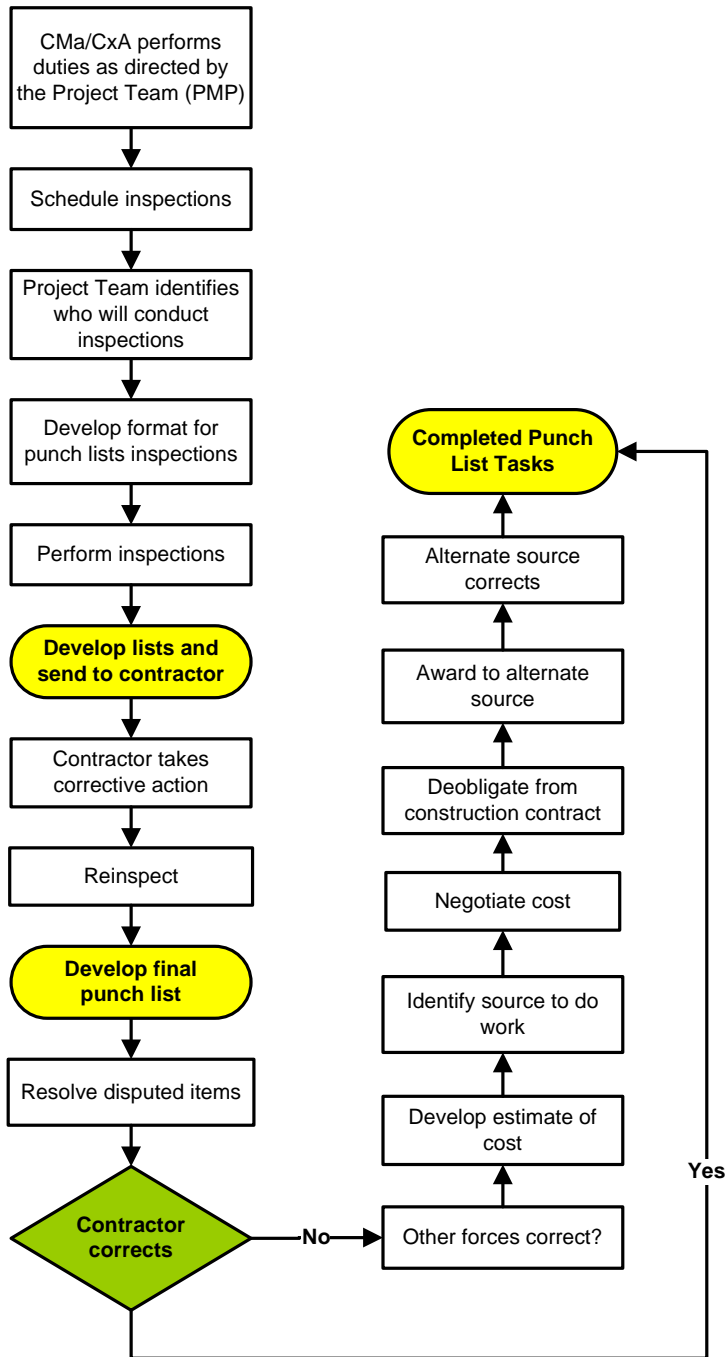 CMa/CxA performs
duties as directed by
the Project Team (PMP)
Schedule inspections
Project Team identifies
who will conduct
inspections
Develop format for
punch lists inspections
Perform inspections
Develop lists and
send to contractor
Contractor takes
corrective action
Reinspect
Develop final
punch list
Resolve disputed items
Contractor
corrects
No
Other forces correct?
Develop estimate of
cost
Identify source to do
work
Negotiate cost
Deobligate from
construction contract
Award to alternate
source
Alternate source
corrects
Completed Punch
List Tasks
Yes